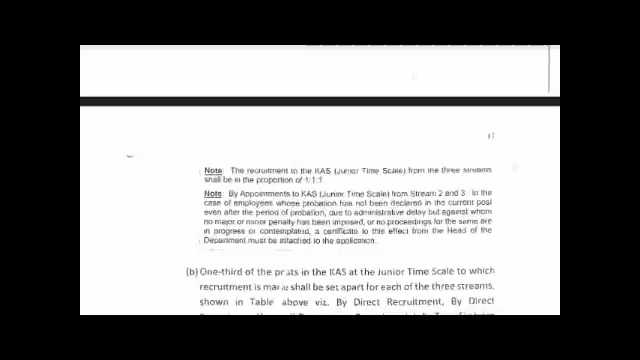 17
Note: The recruitment to the KAS (Junior Time Scale) from the three streams
shall be in the proportion of 1:1:1.
Note: By Appointments to KAS (Junior Time Scale) from Stream 2 and 3 In the
case of employees whose probation has not been declared in the current post
even after the period of probation, due to administrative delay but against whom
no major or minor penalty has been imposed, or no proceedings for the same are
in progress or contemplated, a certificate to this effect from the Head of the
Department must be attached to the application.
(b) One-third of the posts in the KAS at the Junior Time Scale to which
recruitment is made shall be set apart for each of the three streams,
shown in Table above viz. By Direct Recruitment, By Direct